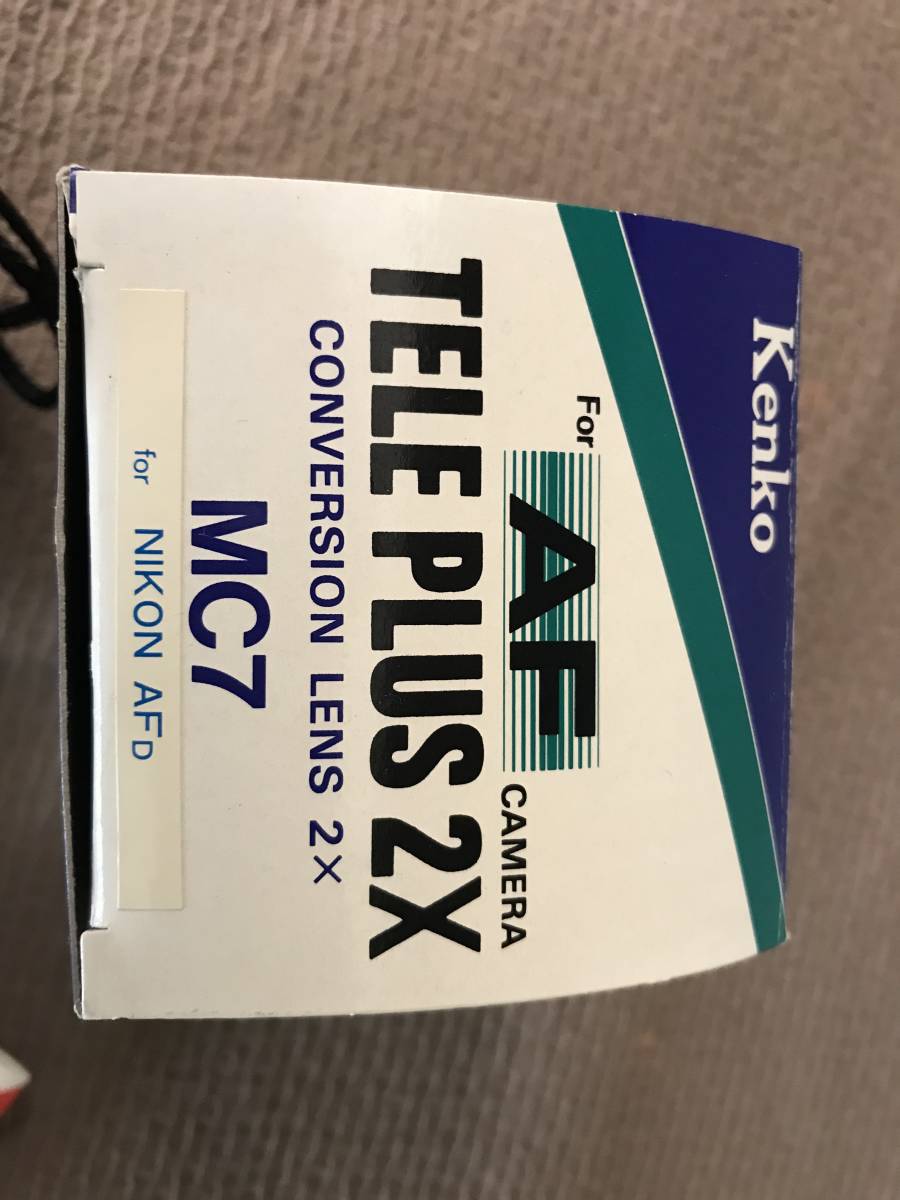 Kenko
For AF CAMERA
TELE PLUS 2X
CONVERSION LENS 2×
MC7
for NIKON AFD